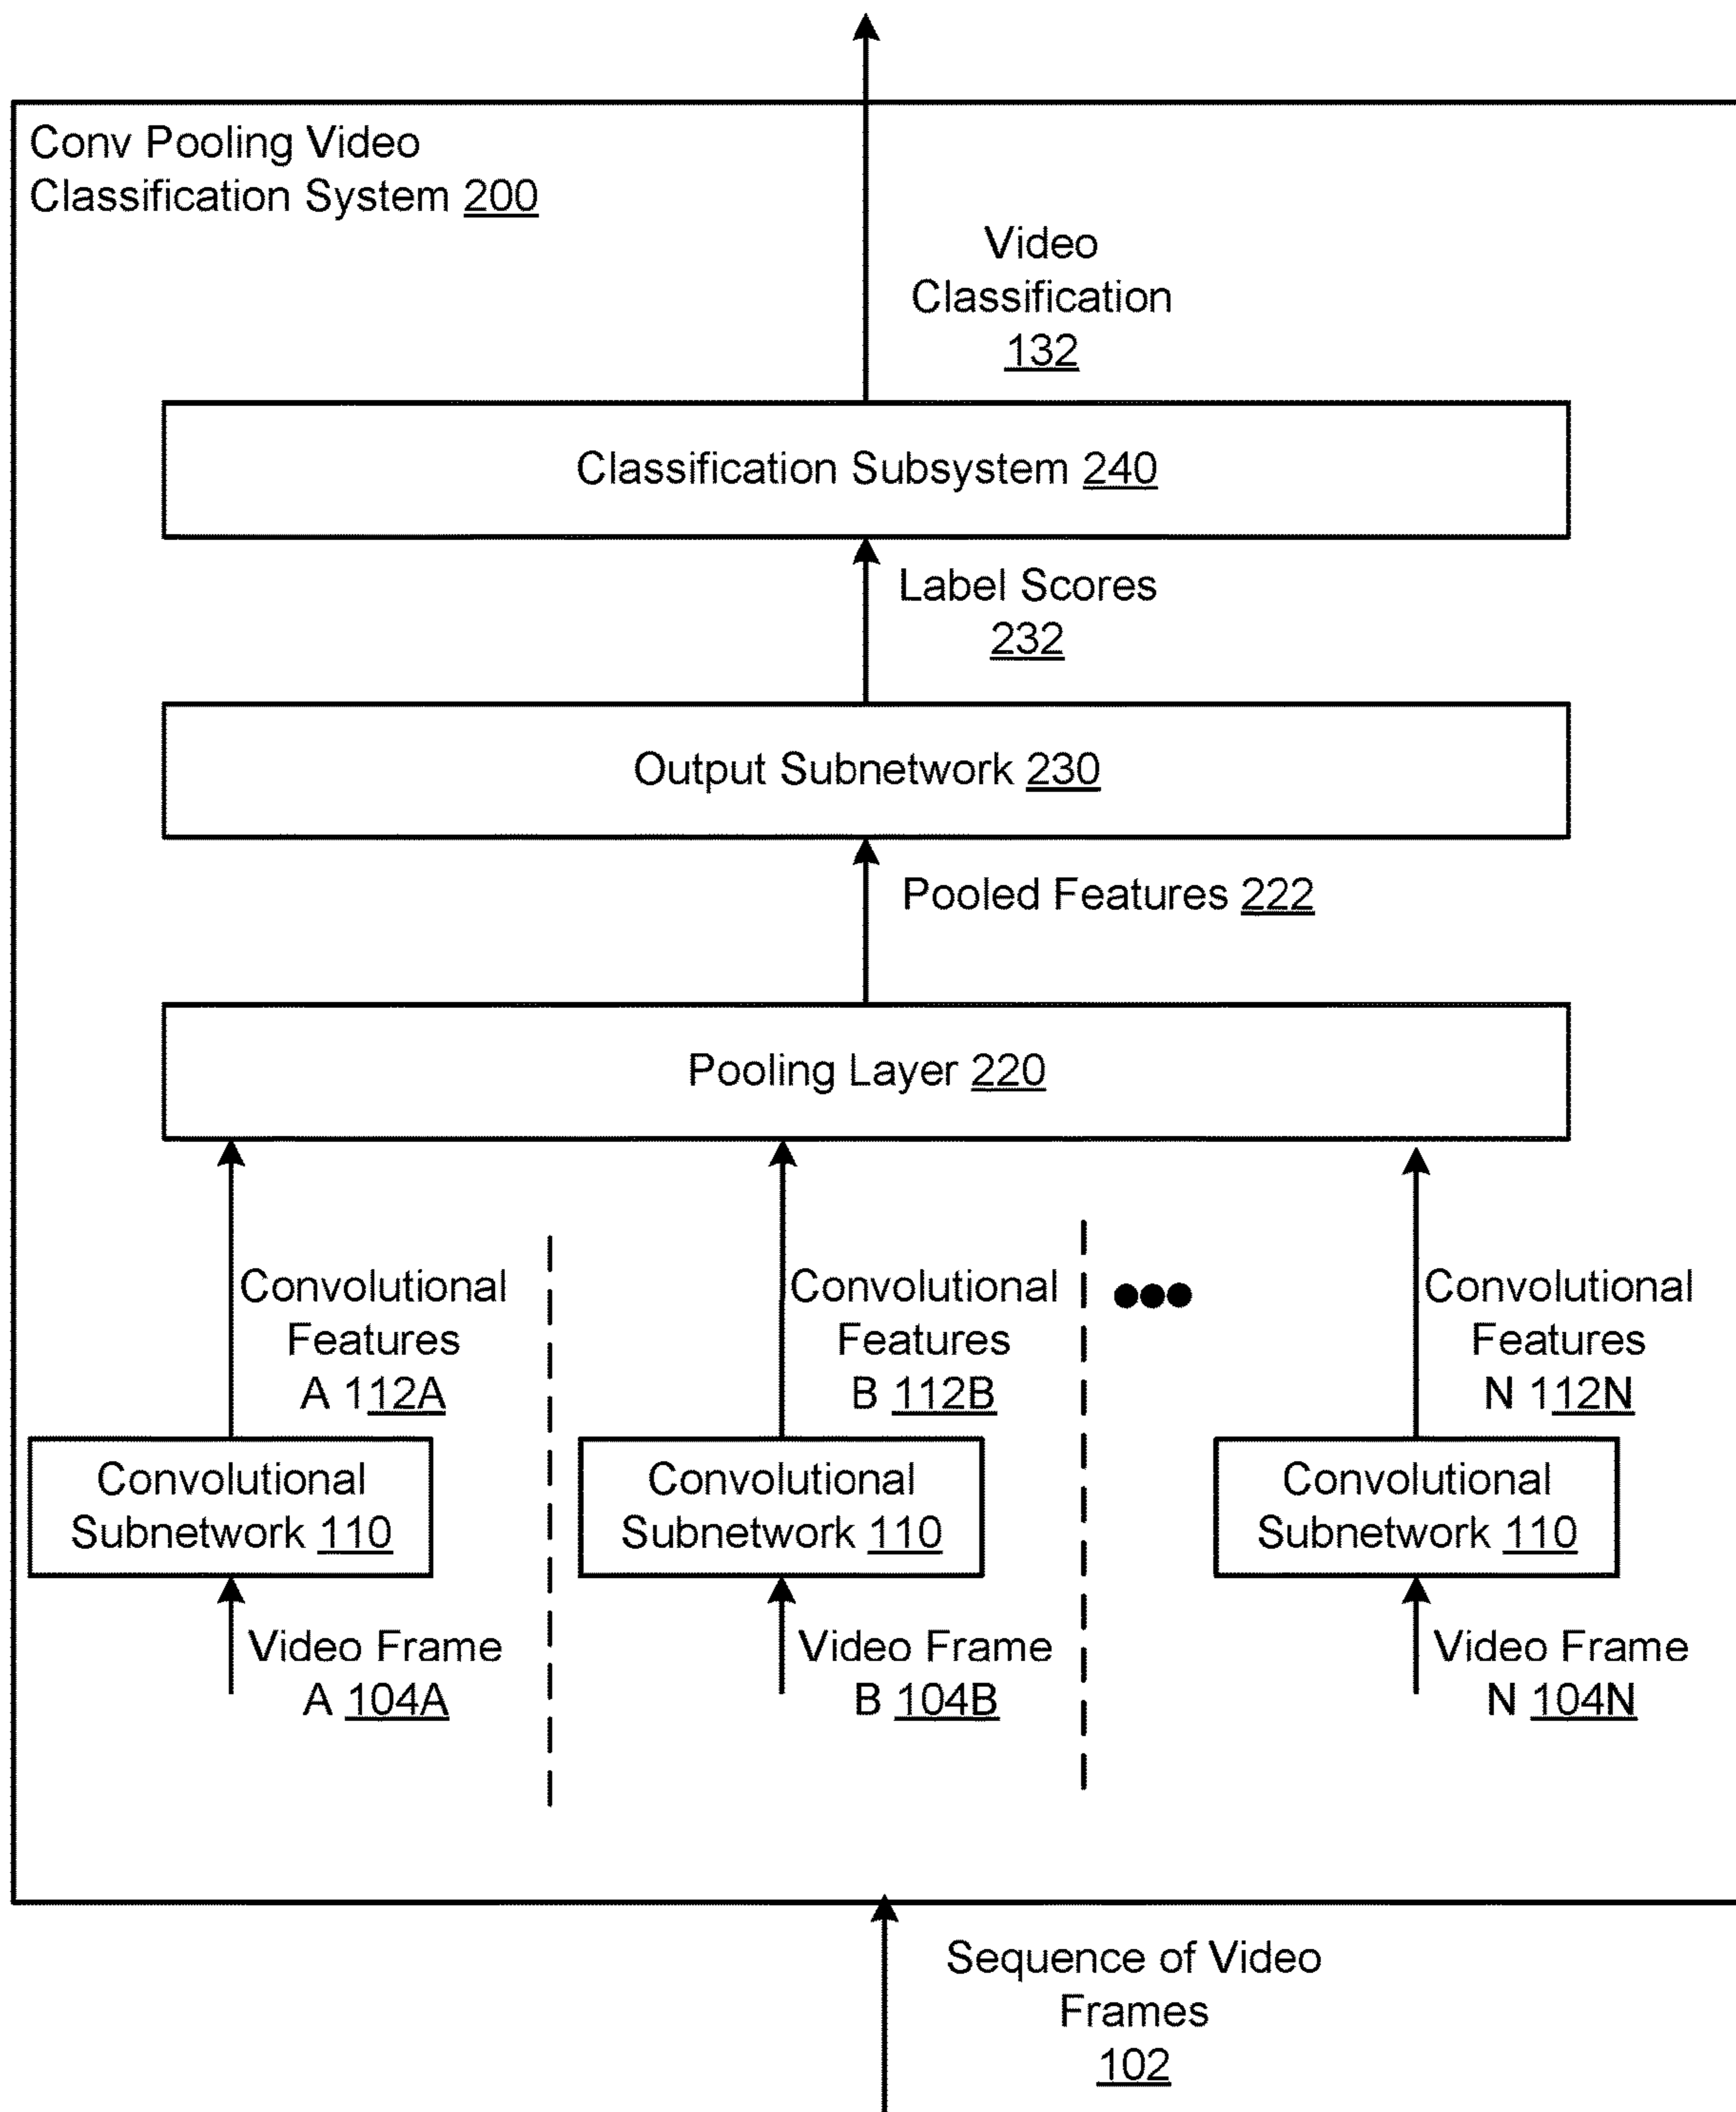 Conv Pooling Video
Classification System 200
Video
Classification
132
Classification Subsystem 240
Label Scores
232
Output Subnetwork 230
Pooled Features 222
Pooling Layer 220
Convolutional
Features
A 112A
Convolutional
Features
B 112B
Convolutional
Features
N 112N
Convolutional
Subnetwork 110
Convolutional
Subnetwork 110
Convolutional
Subnetwork 110
Video Frame
A 104A
Video Frame
B 104B
Video Frame
N 104N
Sequence of Video
Frames
102